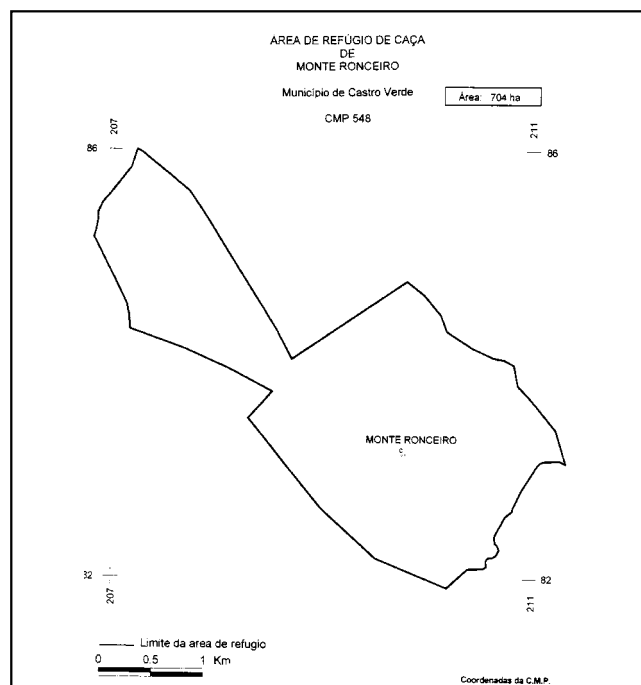 AREA DE REFÚGIO DE CAÇA
DE
MONTE RONCEIRO
Município de Castro Verde
Área: 704 ha
CMP 548
207
211
86
86
MONTE RONCEIRO
82
82
207
211
Limite da area de refugio
0 0.5 1 Km
Coordenadas da C.M.P.